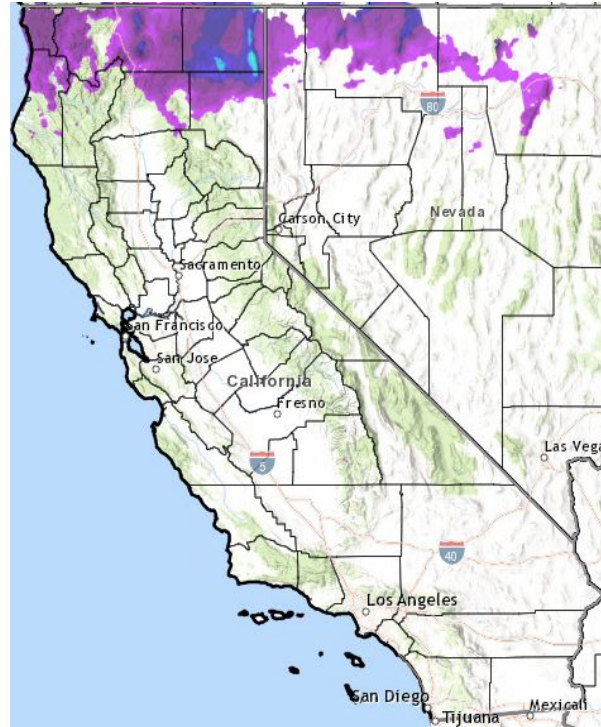 80
Carson City
Nevada
Sacramento
San Francisco
San Jose
California
Fresno
5
Las Vega
40
Los Angeles
San Diego
Tijuana
Mexicali